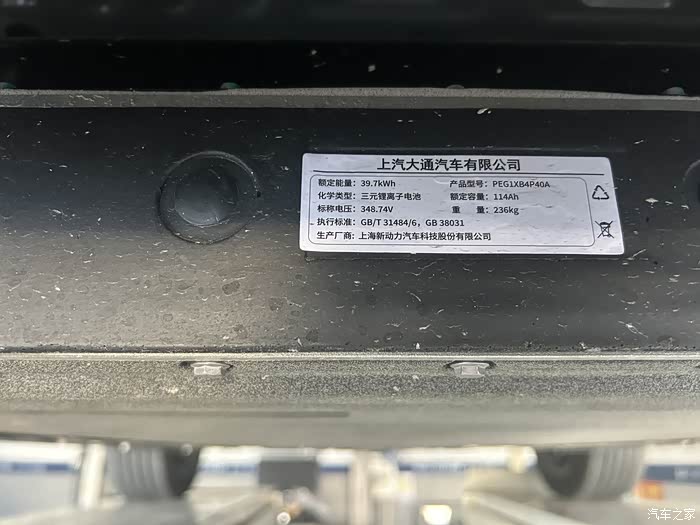 上汽大通汽车有限公司
额定能量：39.7kWh 产品型号：PEG1XB4P40A
化学类型：三元锂离子电池 额定容量：114Ah
标称电压：348.74V 重 量：236kg
执行标准：GB/T 31484/6，GB 38031
生产厂商：上海新动力汽车科技股份有限公司
汽车之家